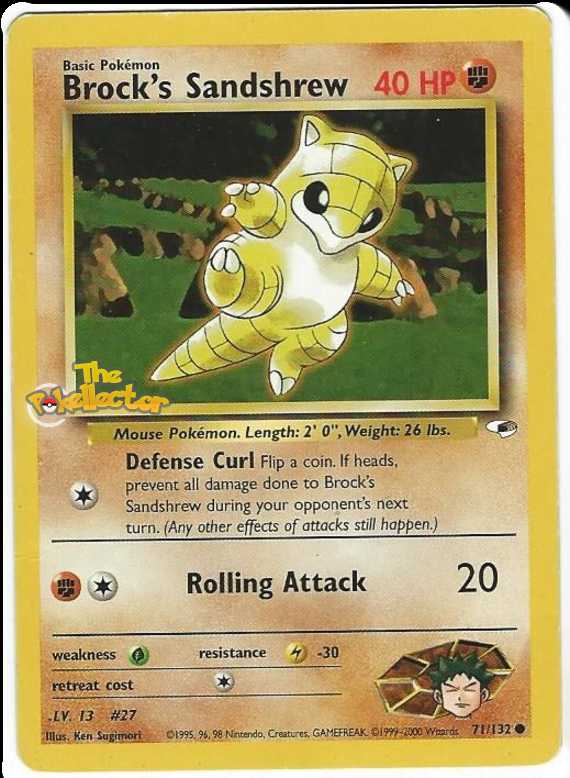 Basic Pokémon
Brock's Sandshrew 40 HP
The
Pokellector
Mouse Pokémon. Length: 2' 0", Weight: 26 lbs.
Defense Curl Flip a coin. If heads,
prevent all damage done to Brock's
Sandshrew during your opponent's next
turn. (Any other effects of attacks still happen.)
Rolling Attack 20
weakness resistance -30
retreat cost
LV. 13 #27
Illus. Ken Sugimori ©1995, 96, 98 Nintendo, Creatures, GAMEFREAK. ©1999-2000 Wizards. 71/132